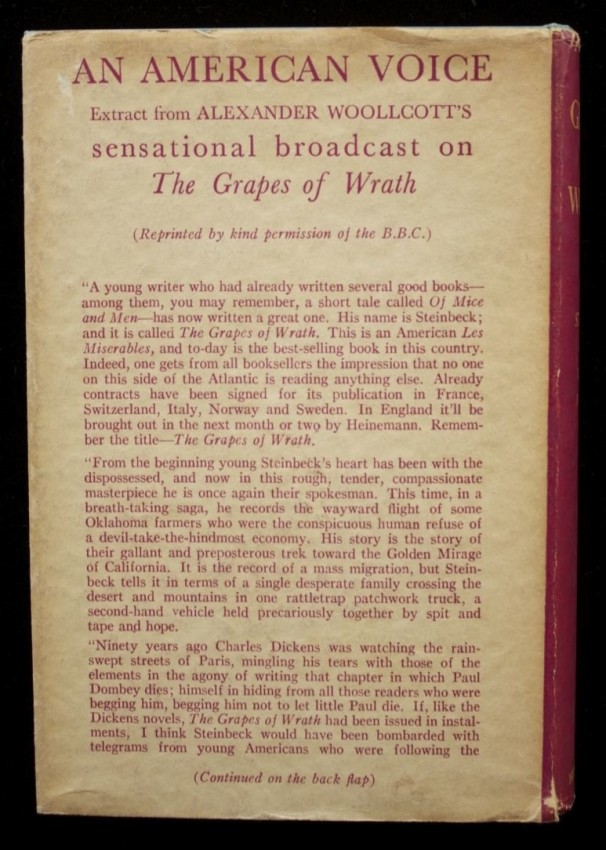 AN AMERICAN VOICE
Extract from ALEXANDER WOOLLCOTT'S
sensational broadcast on
The Grapes of Wrath
(Reprinted by kind permission of the B.B.C.)
"A young writer who had already written several good books—
among them, you may remember, a short tale called Of Mice
and Men—has now written a great one. His name is Steinbeck;
and it is called The Grapes of Wrath. This is an American Les
Miserables, and to-day is the best-selling book in this country.
Indeed, one gets from all booksellers the impression that no one
on this side of the Atlantic is reading anything else. Already
contracts have been signed for its publication in France,
Switzerland, Italy, Norway and Sweden. In England it'll be
brought out in the next month or two by Heinemann. Remem-
ber the title—The Grapes of Wrath.
"From the beginning young Steinbeck's heart has been with the
dispossessed, and now in this rough, tender, compassionate
masterpiece he is once again their spokesman. This time, in a
breath-taking saga, he records the wayward flight of some
Oklahoma farmers who were the conspicuous human refuse of
a devil-take-the-hindmost economy. His story is the story of
their gallant and preposterous trek toward the Golden Mirage
of California. It is the record of a mass migration, but Stein-
beck tells it in terms of a single desperate family crossing the
desert and mountains in one rattletrap patchwork truck, a
second-hand vehicle held precariously together by spit and
tape and hope.
"Ninety years ago Charles Dickens was watching the rain-
swept streets of Paris, mingling his tears with those of the
elements in the agony of writing that chapter in which Paul
Dombey dies; himself in hiding from all those readers who were
begging him, begging him not to let little Paul die. If, like the
Dickens novels, The Grapes of Wrath had been issued in instal-
ments, I think Steinbeck would have been bombarded with
telegrams from young Americans who were following the
(Continued on the back flap)